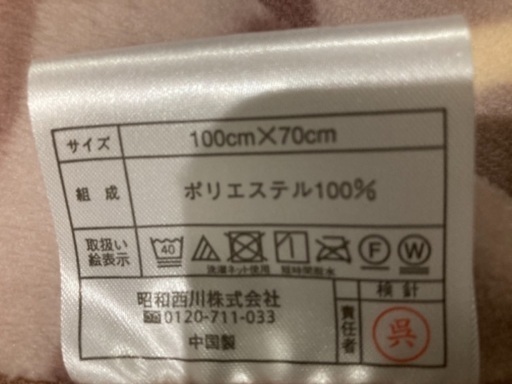 サイズ 100cm×70cm
組成 ポリエステル100%
取扱い
絵表示
40 F W
洗濯ネット使用 短時間脱水
昭和西川株式会社
0120-711-033
中国製
責任者
検針
呉